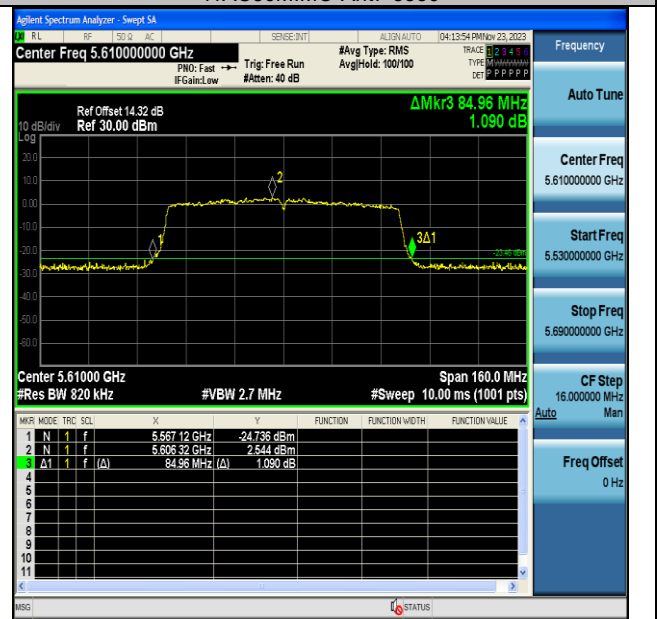 Agilent Spectrum Analyzer - Swept SA
RL RF 50 Ω AC SENSE:INT ALIGN AUTO 04:13:54 PM Nov 23, 2023
Center Freq 5.610000000 GHz #Avg Type: RMS TRACE 1 2 3 4 5 6
PNO: Fast Trig: Free Run Avg|Hold: 100/100 TYPE M WWWWW
IFGain:Low #Atten: 40 dB DET P P P P P P
Frequency
Auto Tune
Center Freq
5.610000000 GHz
Start Freq
5.530000000 GHz
Stop Freq
5.690000000 GHz
CF Step
16.000000 MHz
Auto Man
Freq Offset
0 Hz
ΔMkr3 84.96 MHz
1.090 dB
Ref Offset 14.32 dB
10 dB/div Ref 30.00 dBm
Log
20.0
10.0
0.00
-10.0
-20.0
-30.0
-40.0
-50.0
-60.0
2
1
3Δ1
-23.46 dBm
Center 5.61000 GHz Span 160.0 MHz
#Res BW 820 kHz #VBW 2.7 MHz #Sweep 10.00 ms (1001 pts)
MKR MODE TRC SCL X Y FUNCTION FUNCTION WIDTH FUNCTION VALUE
1 N 1 f 5.567 12 GHz -24.736 dBm
2 N 1 f 5.606 32 GHz 2.544 dBm
3 Δ1 1 f (Δ) 84.96 MHz (Δ) 1.090 dB
4
5
6
7
8
9
10
11
MSG STATUS